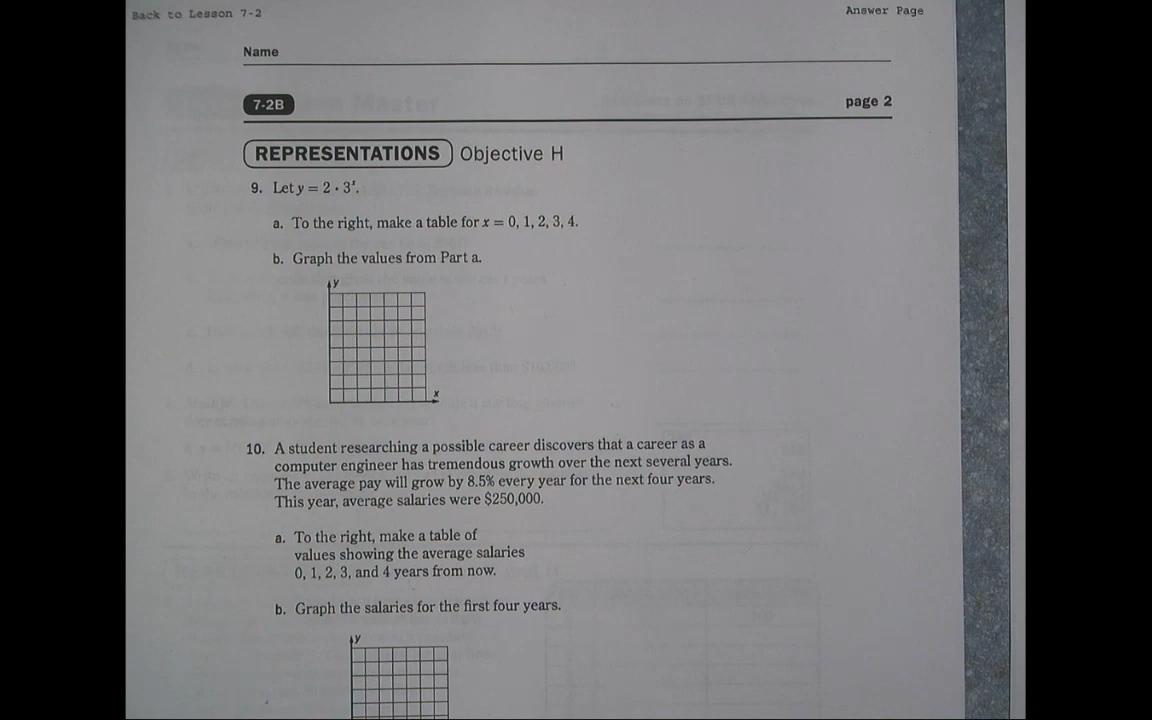 Back to Lesson 7-2
Answer Page
Name
7-2B
page 2
REPRESENTATIONS Objective H
9. Let y = 2 · 3ˣ.
a. To the right, make a table for x = 0, 1, 2, 3, 4.
b. Graph the values from Part a.
y
x
10. A student researching a possible career discovers that a career as a
computer engineer has tremendous growth over the next several years.
The average pay will grow by 8.5% every year for the next four years.
This year, average salaries were $250,000.
a. To the right, make a table of
values showing the average salaries
0, 1, 2, 3, and 4 years from now.
b. Graph the salaries for the first four years.
y